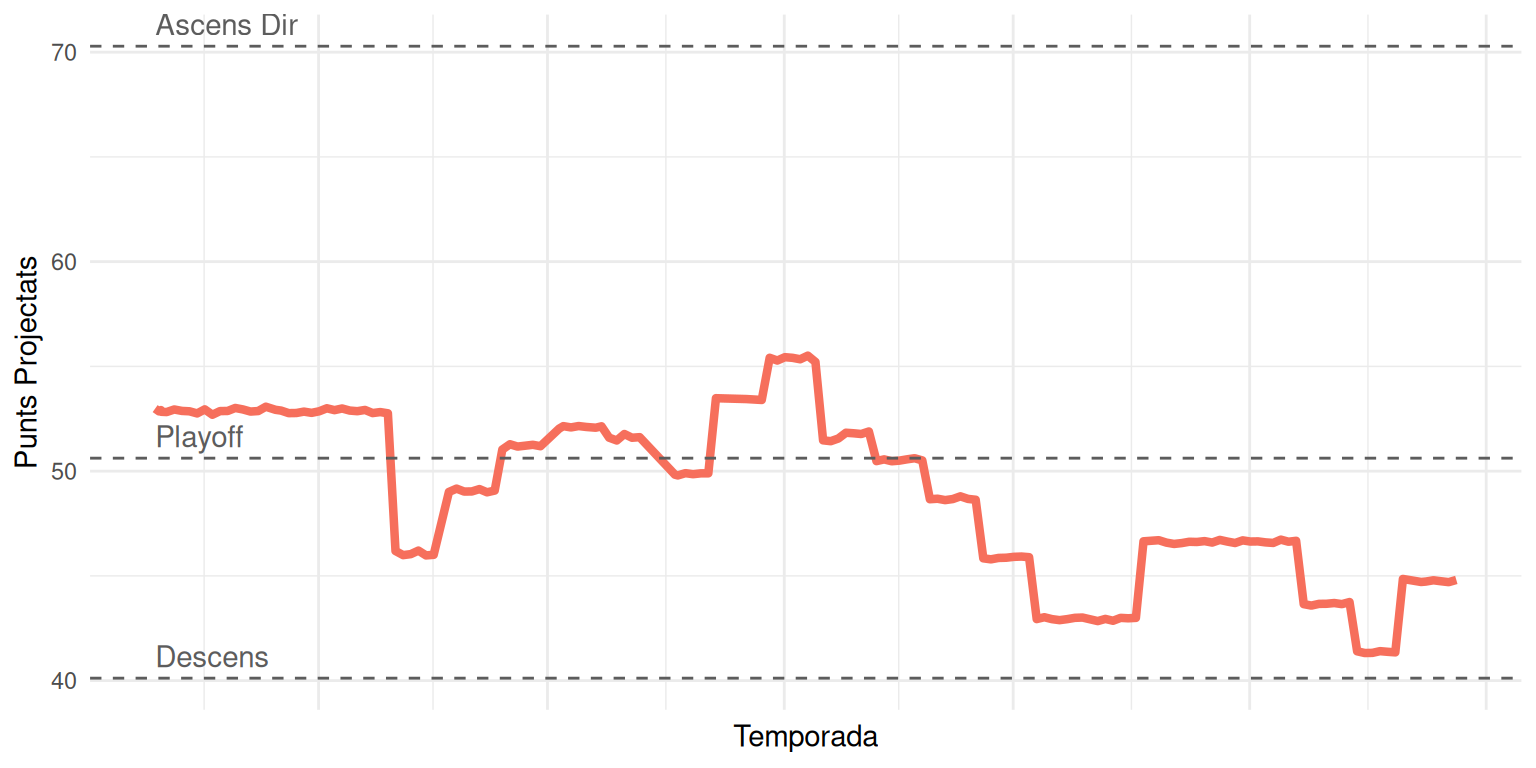 Ascens Dir
70
60
Punts Projectats
Playoff
50
Descens
40
Temporada